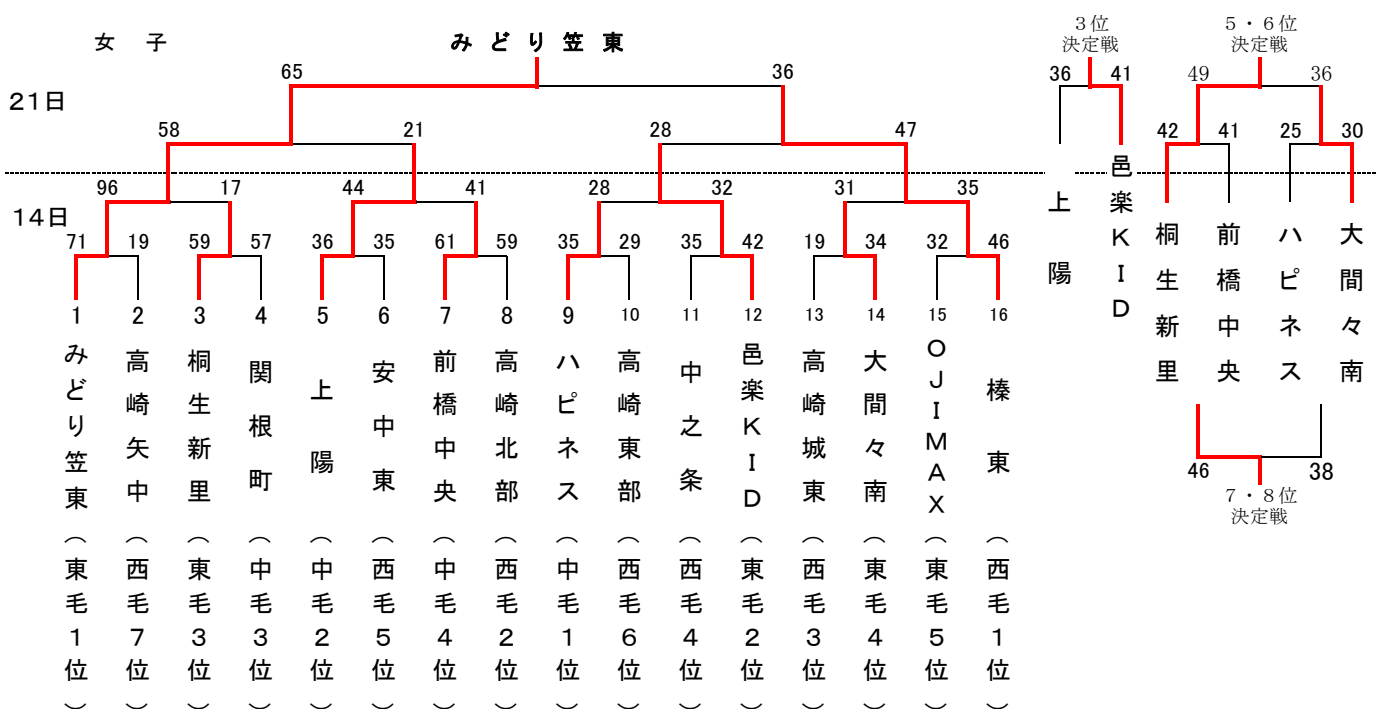 女子
みどり笠東
3位
決定戦
5・6位
決定戦
65
36
36
41
49
36
21日
58
21
28
47
42
41
25
30
14日
96
17
44
41
28
32
31
35
71
19
59
57
36
35
61
59
35
29
35
42
19
34
32
46
1
2
3
4
5
6
7
8
9
10
11
12
13
14
15
16
みどり笠東（東毛1位）
高崎矢中（西毛7位）
桐生新里（東毛3位）
関根町（中毛3位）
上陽（中毛2位）
安中東（西毛5位）
前橋中央（中毛4位）
高崎北部（西毛2位）
ハピネス（中毛1位）
高崎東部（西毛6位）
中之条（西毛4位）
邑楽KID（東毛2位）
高崎城東（西毛3位）
大間々南（東毛4位）
OJIMAX（東毛5位）
榛東（西毛1位）
上陽
邑楽KID
桐生新里
前橋中央
ハピネス
大間々南
46
38
7・8位
決定戦